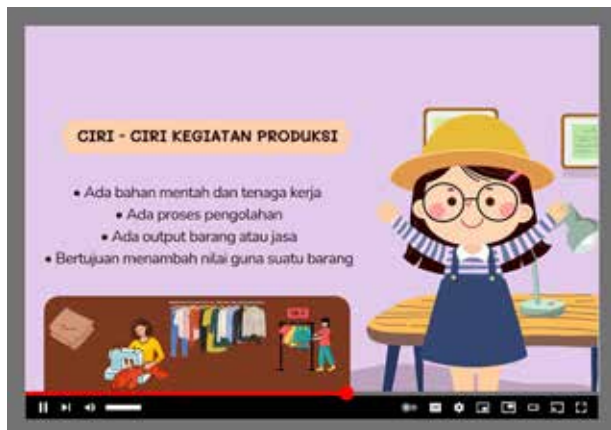 CIRI - CIRI KEGIATAN PRODUKSI
• Ada bahan mentah dan tenaga kerja
• Ada proses pengolahan
• Ada output barang atau jasa
• Bertujuan menambah nilai guna suatu barang